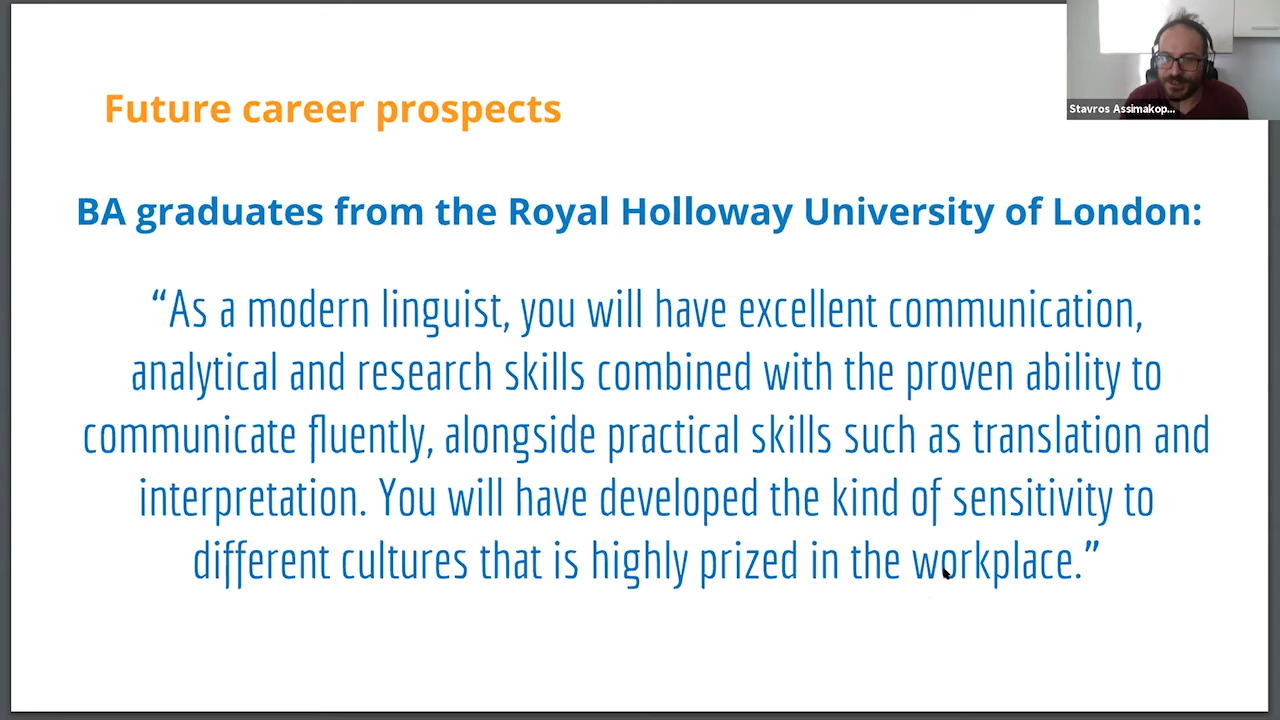 Future career prospects
Stavros Assimakop...
BA graduates from the Royal Holloway University of London:
“As a modern linguist, you will have excellent communication,
analytical and research skills combined with the proven ability to
communicate fluently, alongside practical skills such as translation and
interpretation. You will have developed the kind of sensitivity to
different cultures that is highly prized in the workplace.”